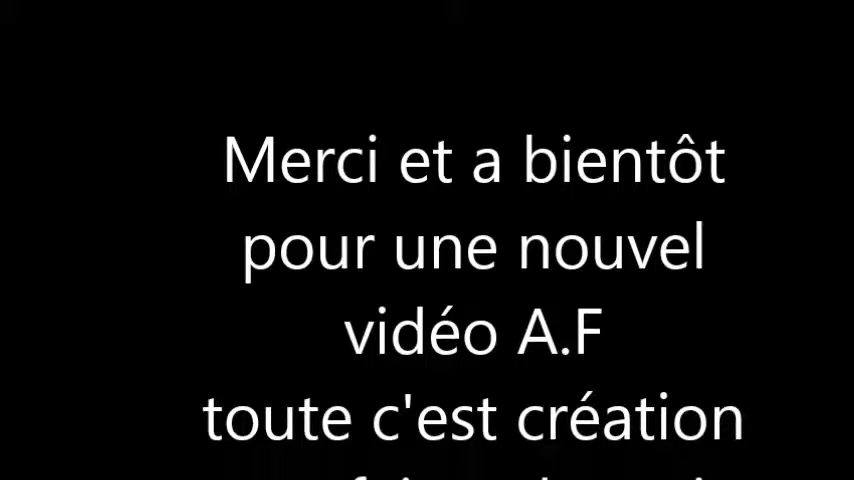 Merci et a bientôt
pour une nouvel
vidéo A.F
toute c'est création